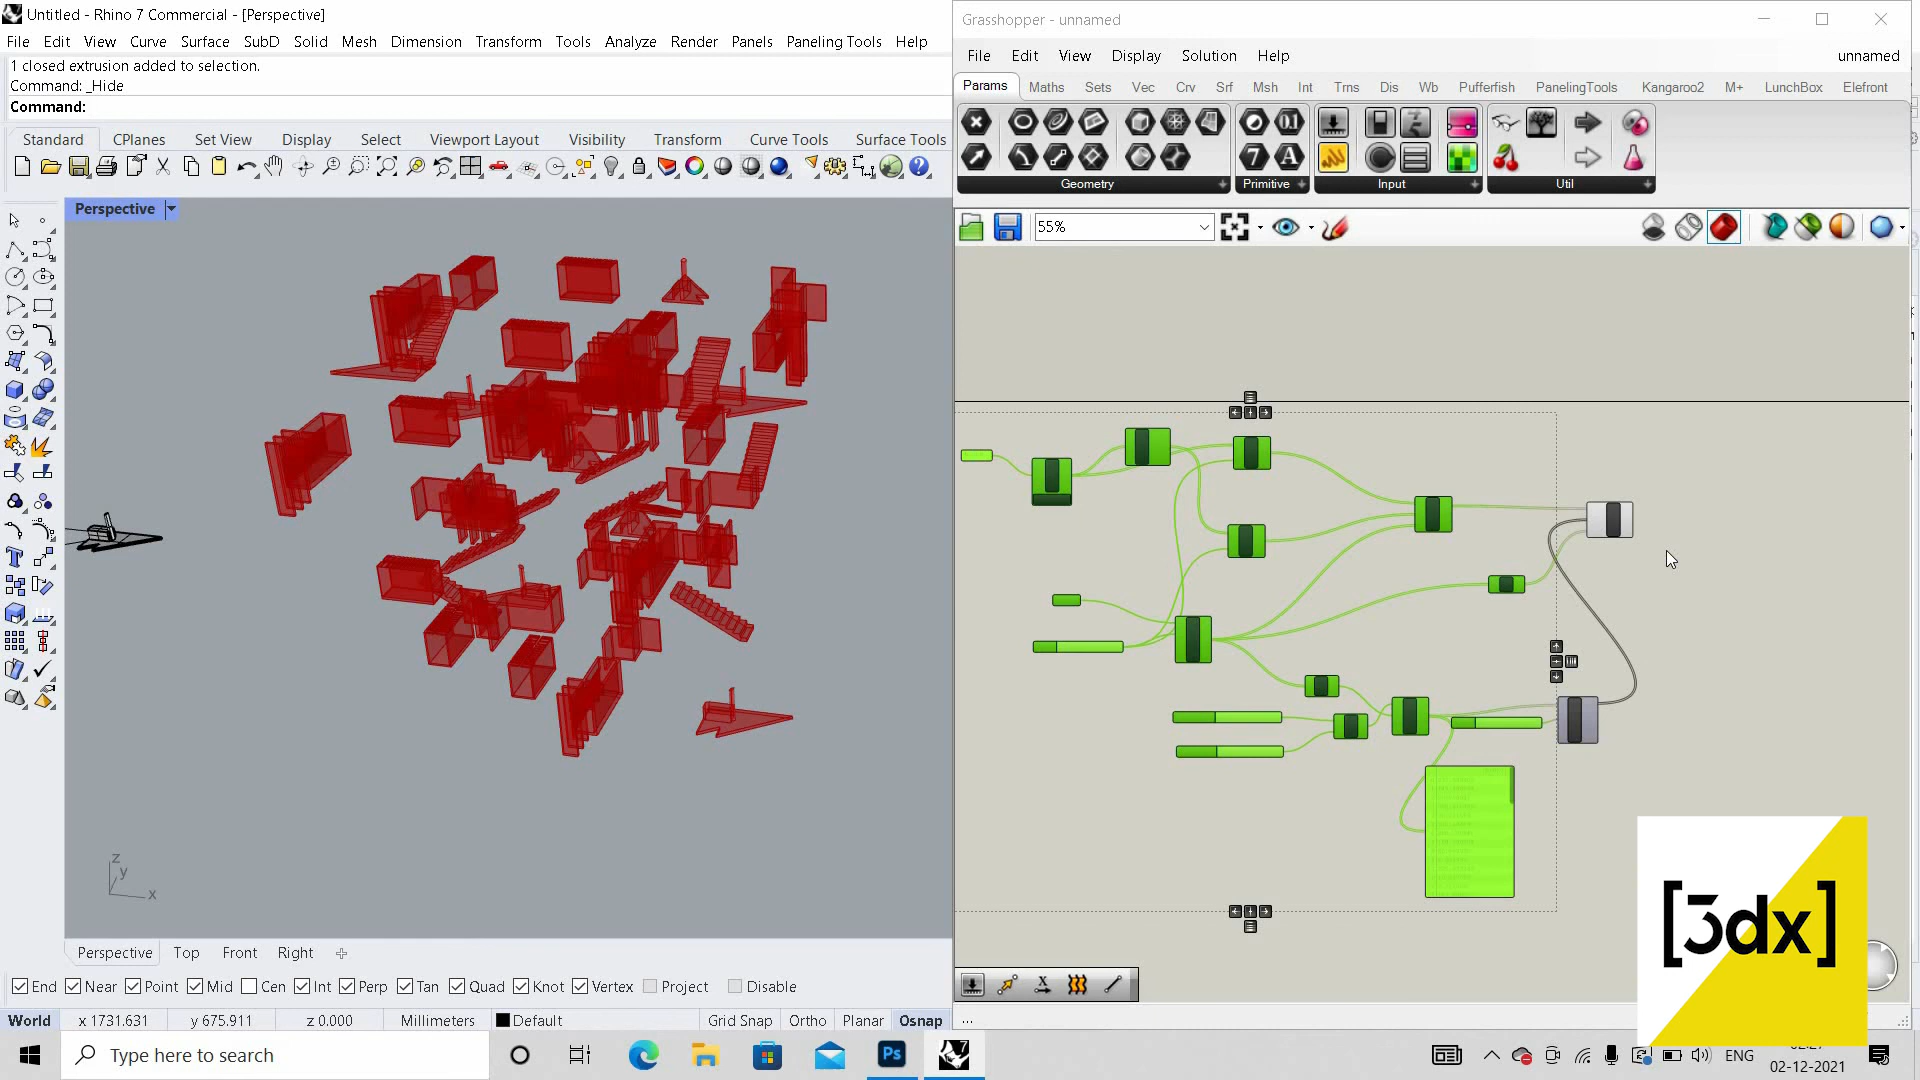 Untitled - Rhino 7 Commercial - [Perspective]
File Edit View Curve Surface SubD Solid Mesh Dimension Transform Tools Analyze Render Panels Paneling Tools Help
1 closed extrusion added to selection.
Command: _Hide
Command:
Standard CPlanes Set View Display Select Viewport Layout Visibility Transform Curve Tools Surface Tools
Perspective
z
y
x
Perspective Top Front Right
End Near Point Mid Cen Int Perp Tan Quad Knot Vertex Project Disable
World x 1731.631 y 675.911 z 0.000 Millimeters Default Grid Snap Ortho Planar Osnap
Grasshopper - unnamed
File Edit View Display Solution Help unnamed
Params Maths Sets Vec Crv Srf Msh Int Trns Dis Wb Pufferfish PanelingTools Kangaroo2 M+ LunchBox Elefront
Geometry Primitive Input Util
55%
[3dx]
...
Type here to search
Ps
ENG
02-12-2021